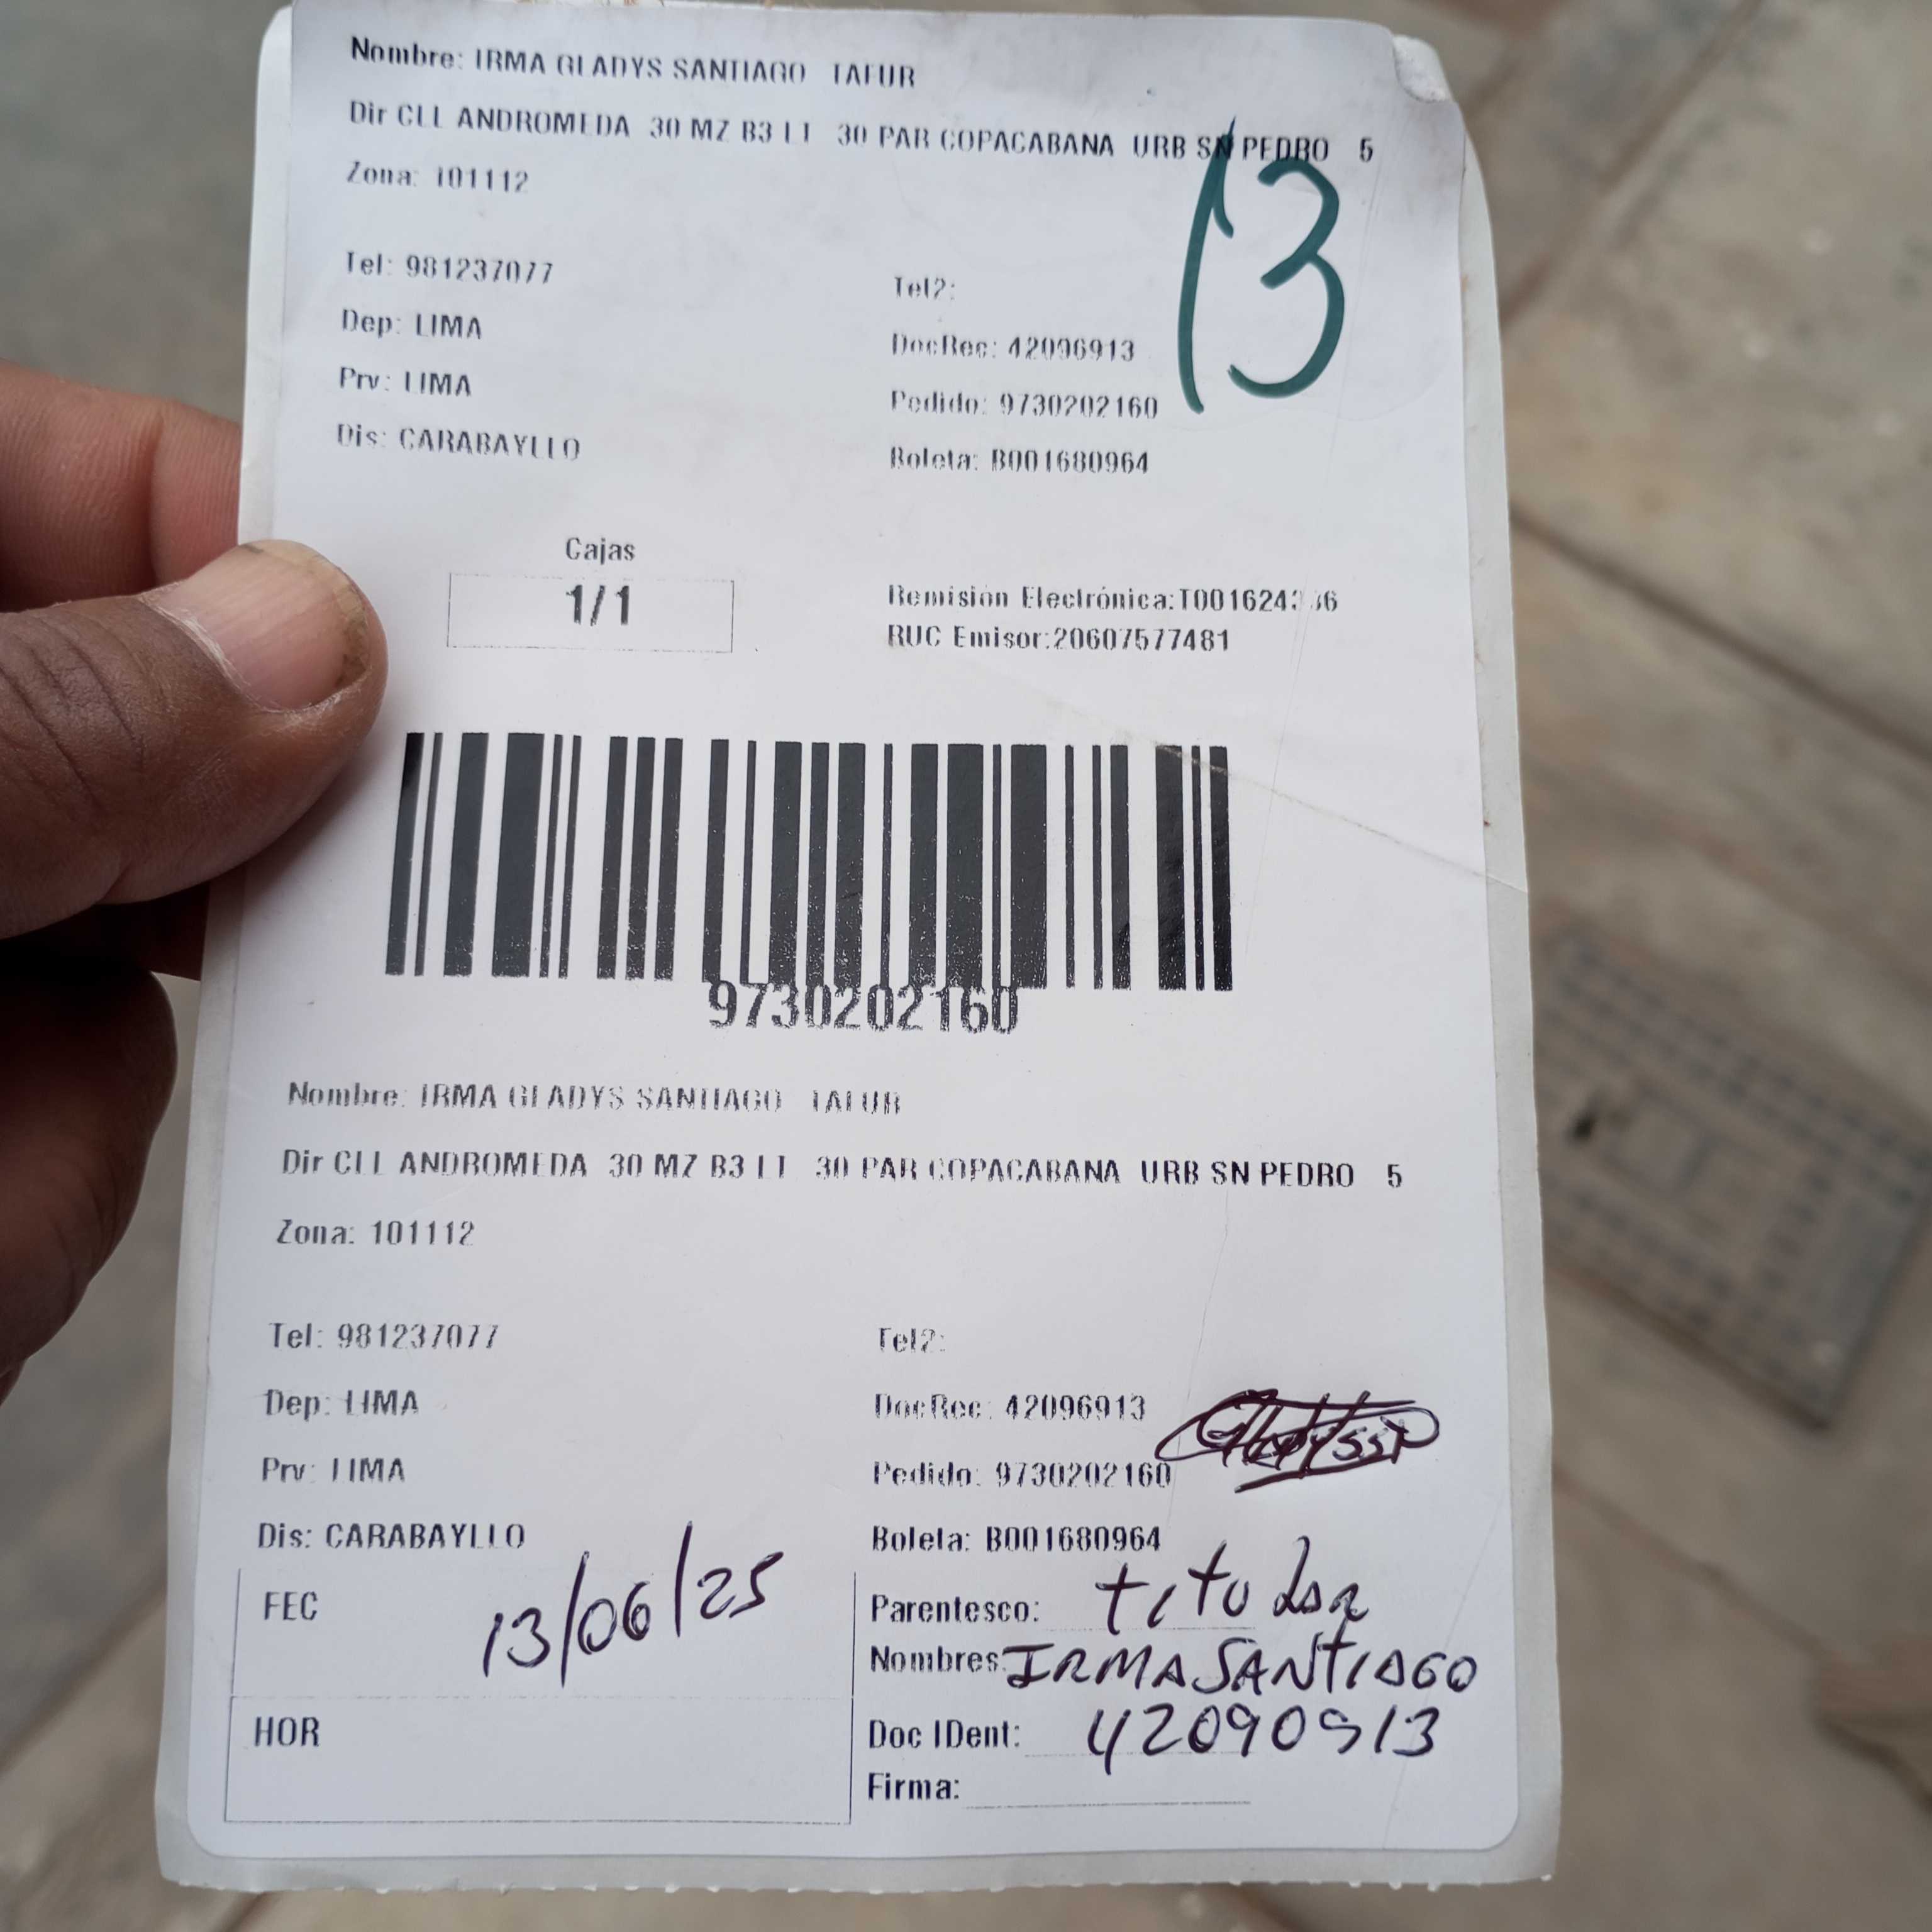 Nombre: IRMA GLADYS SANTIAGO TAFUR
Dir CLL ANDROMEDA 30 MZ B3 LT 30 PAR COPACABANA URB SN PEDRO 5
Zona: 101112
13
Tel: 981237077
Tel2:
Dep: LIMA
DocRec: 42096913
Prv: LIMA
Pedido: 9730202160
Dis: CARABAYLLO
Boleta: B001680964
Cajas
1/1
Remisión Electrónica:
RUC Emisor:20607577481
9730202160
Nombre: IRMA GLADYS SANTIAGO TAFUR
Dir CLL ANDROMEDA 30 MZ B3 LT 30 PAR COPACABANA URB SN PEDRO 5
Zona: 101112
Tel: 981237077
Tel2:
Dep: LIMA
DocRec: 42096913
Prv: LIMA
Pedido: 9730202160
Dis: CARABAYLLO
Boleta: B001680964
FEC 13/06/25
Parentesco: titular
Nombres: IRMA SANTIAGO
HOR
Doc IDent: 42090913
Firma: